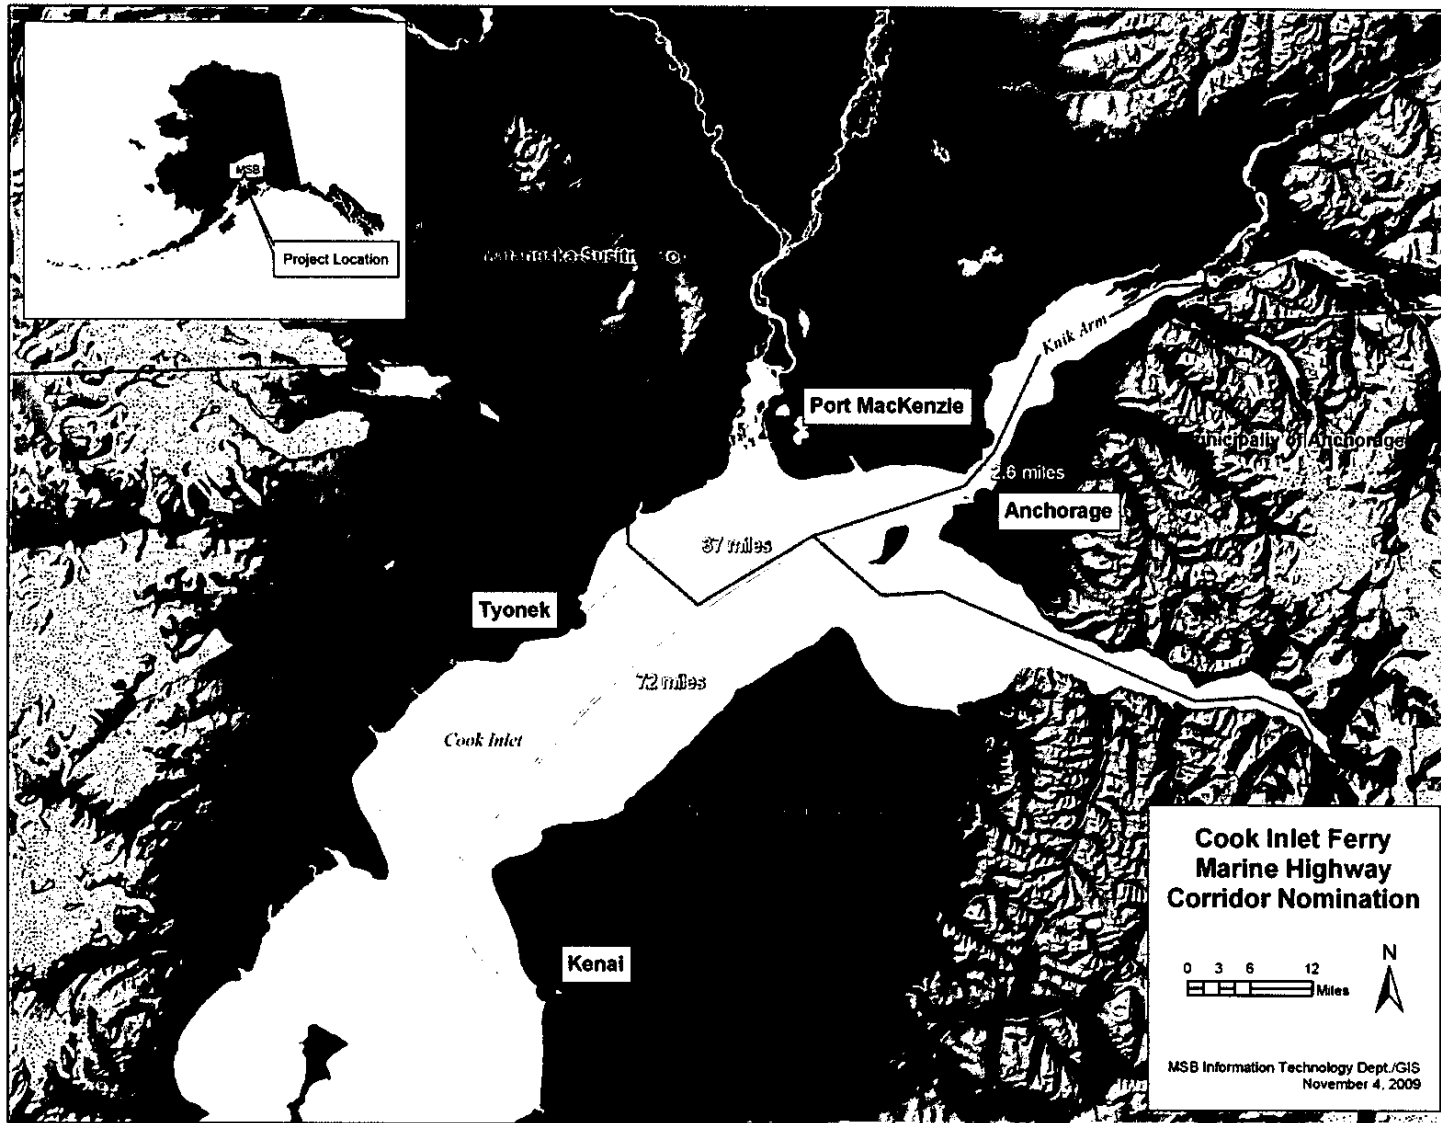 MSB
Project Location
Knik Arm
Port MacKenzie
2.6 miles
Anchorage
of Anchorage
37 miles
Tyonek
72 miles
Cook Inlet
Kenai
Cook Inlet Ferry
Marine Highway
Corridor Nomination
N
0 3 6 12
Miles
MSB Information Technology Dept./GIS
November 4, 2009